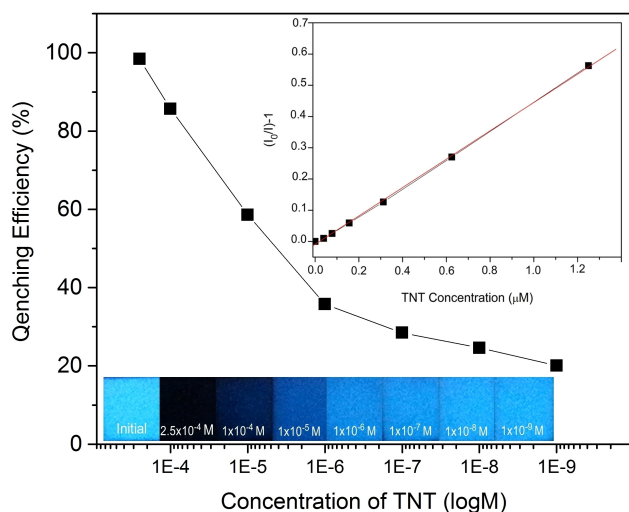 100
80
60
40
20
0
Qenching Efficiency (%)
0.7
0.6
0.5
0.4
0.3
0.2
0.1
0.0
(I0/I)-1
0.0 0.2 0.4 0.6 0.8 1.0 1.2
TNT Concentration (μM)
Initial 2.5x10⁻⁴ M 1x10⁻⁴ M 1x10⁻⁵ M 1x10⁻⁶ M 1x10⁻⁷ M 1x10⁻⁸ M 1x10⁻⁹ M
1E-4 1E-5 1E-6 1E-7 1E-8 1E-9
Concentration of TNT (logM)